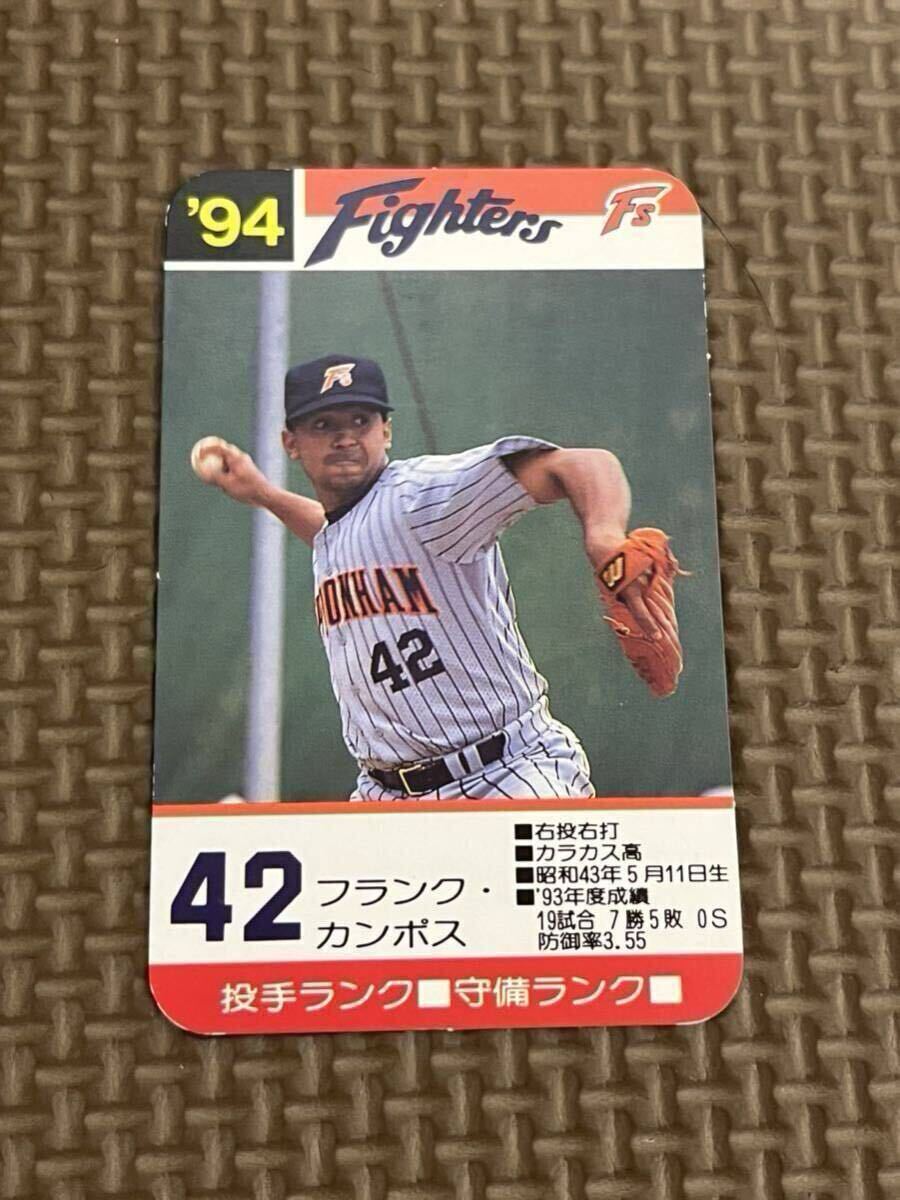 '94
Fighters
Fs
Fs
W
PONHAM
42
42
フランク・
カンポス
■右投右打
■カラカス高
■昭和43年5月11日生
■'93年度成績
19試合 7勝5敗 0S
防御率3.55
投手ランク■守備ランク■